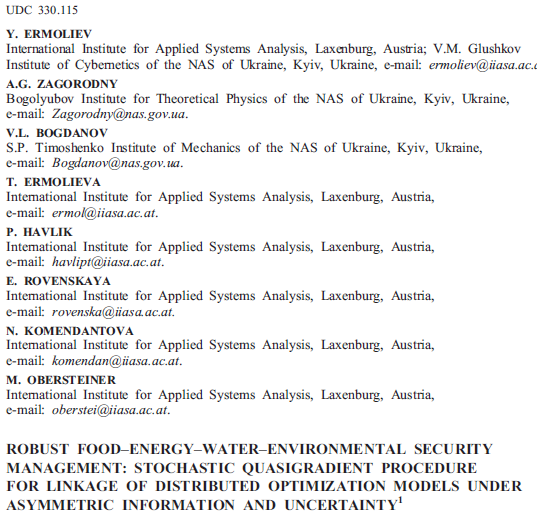 UDC 330.115
Y. ERMOLIEV
International Institute for Applied Systems Analysis, Laxenburg, Austria; V.M. Glushkov
Institute of Cybernetics of the NAS of Ukraine, Kyiv, Ukraine, e-mail: ermoliev@iiasa.ac.
A.G. ZAGORODNY
Bogolyubov Institute for Theoretical Physics of the NAS of Ukraine, Kyiv, Ukraine,
e-mail: Zagorodny@nas.gov.ua.
V.L. BOGDANOV
S.P. Timoshenko Institute of Mechanics of the NAS of Ukraine, Kyiv, Ukraine,
e-mail: Bogdanov@nas.gov.ua.
T. ERMOLIEVA
International Institute for Applied Systems Analysis, Laxenburg, Austria,
e-mail: ermol@iiasa.ac.at.
P. HAVLIK
International Institute for Applied Systems Analysis, Laxenburg, Austria,
e-mail: havlipt@iiasa.ac.at.
E. ROVENSKAYA
International Institute for Applied Systems Analysis, Laxenburg, Austria,
e-mail: rovenska@iiasa.ac.at.
N. KOMENDANTOVA
International Institute for Applied Systems Analysis, Laxenburg, Austria,
e-mail: komendan@iiasa.ac.at.
M. OBERSTEINER
International Institute for Applied Systems Analysis, Laxenburg, Austria,
e-mail: oberstei@iiasa.ac.at.
ROBUST FOOD–ENERGY–WATER–ENVIRONMENTAL SECURITY
MANAGEMENT: STOCHASTIC QUASIGRADIENT PROCEDURE
FOR LINKAGE OF DISTRIBUTED OPTIMIZATION MODELS UNDER
ASYMMETRIC INFORMATION AND UNCERTAINTY¹